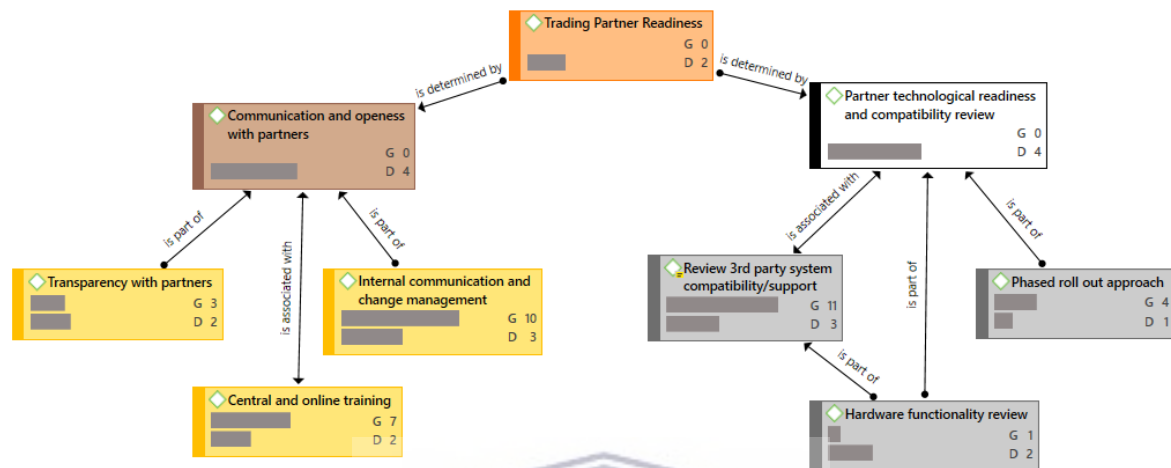 Trading Partner Readiness
G 0
D 2
is determined by
is determined by
Communication and openess
with partners
G 0
D 4
Partner technological readiness
and compatibility review
G 0
D 4
is part of
is associated with
is part of
is associated with
is part of
is part of
Transparency with partners
G 3
D 2
Internal communication and
change management
G 10
D 3
Review 3rd party system
compatibility/support
G 11
D 3
Phased roll out approach
G 4
D 1
is part of
Central and online training
G 7
D 2
Hardware functionality review
G 1
D 2